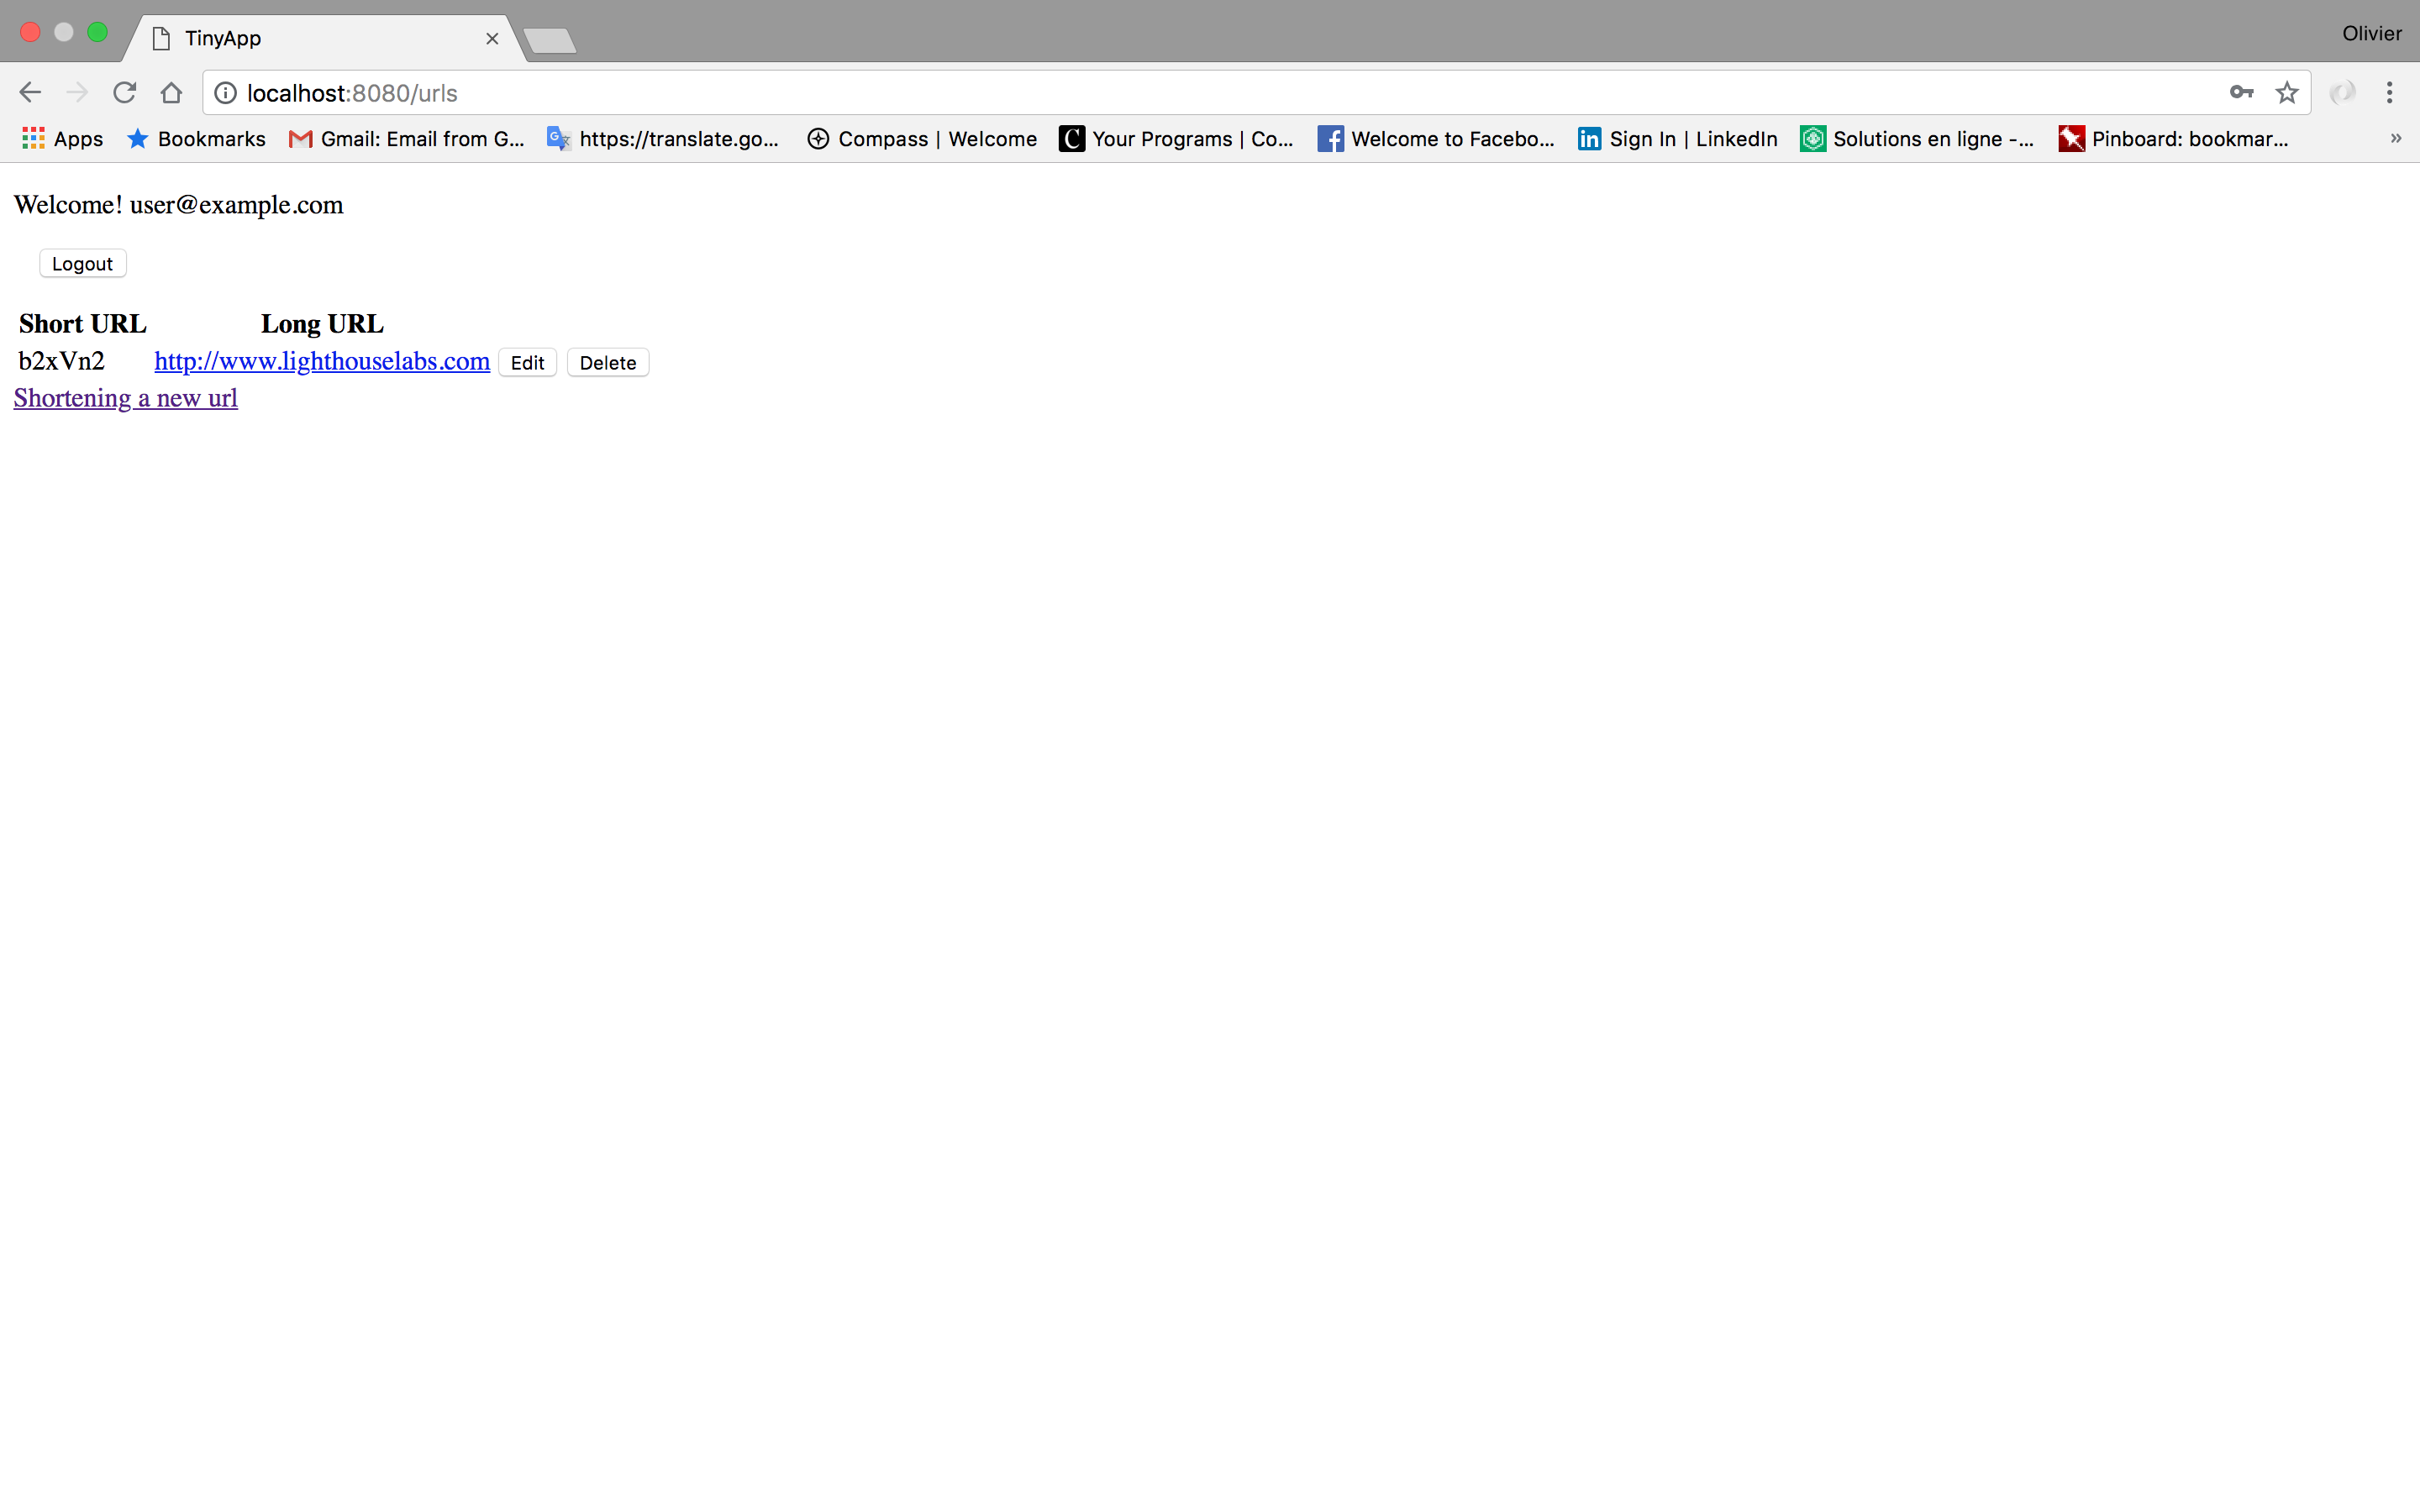 TinyApp
Olivier
localhost:8080/urls
Apps Bookmarks Gmail: Email from G... https://translate.go... Compass | Welcome Your Programs | Co... Welcome to Facebo... Sign In | LinkedIn Solutions en ligne -... Pinboard: bookmar... »
Welcome! user@example.com
Logout
Short URL Long URL
b2xVn2 http://www.lighthouselabs.com Edit Delete
Shortening a new url